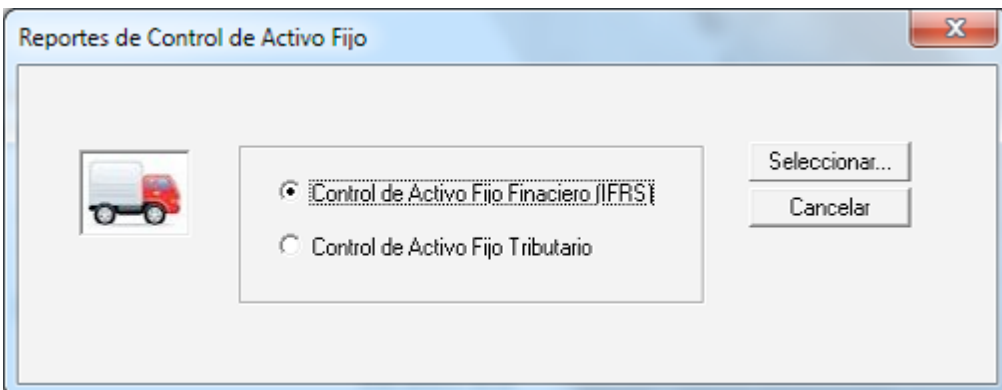 Reportes de Control de Activo Fijo
Control de Activo Fijo Finaciero (IFRS)
Control de Activo Fijo Tributario
Seleccionar...
Cancelar